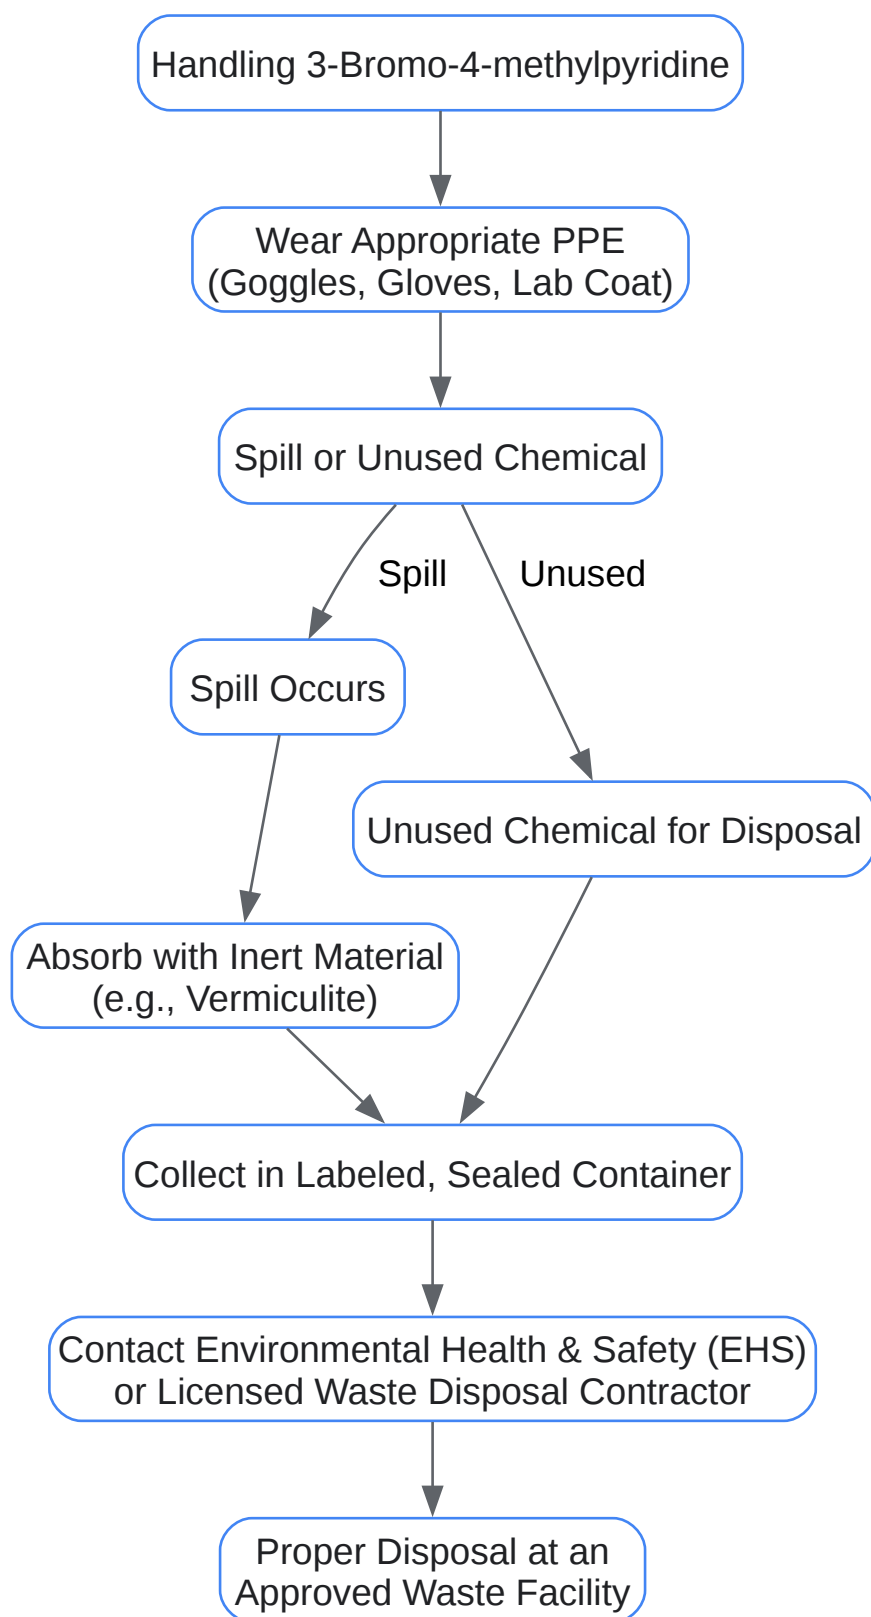 Handling 3-Bromo-4-methylpyridine
Wear Appropriate PPE
(Goggles, Gloves, Lab Coat)
Spill or Unused Chemical
Spill
Unused
Spill Occurs
Unused Chemical for Disposal
Absorb with Inert Material
(e.g., Vermiculite)
Collect in Labeled, Sealed Container
Contact Environmental Health & Safety (EHS)
or Licensed Waste Disposal Contractor
Proper Disposal at an
Approved Waste Facility